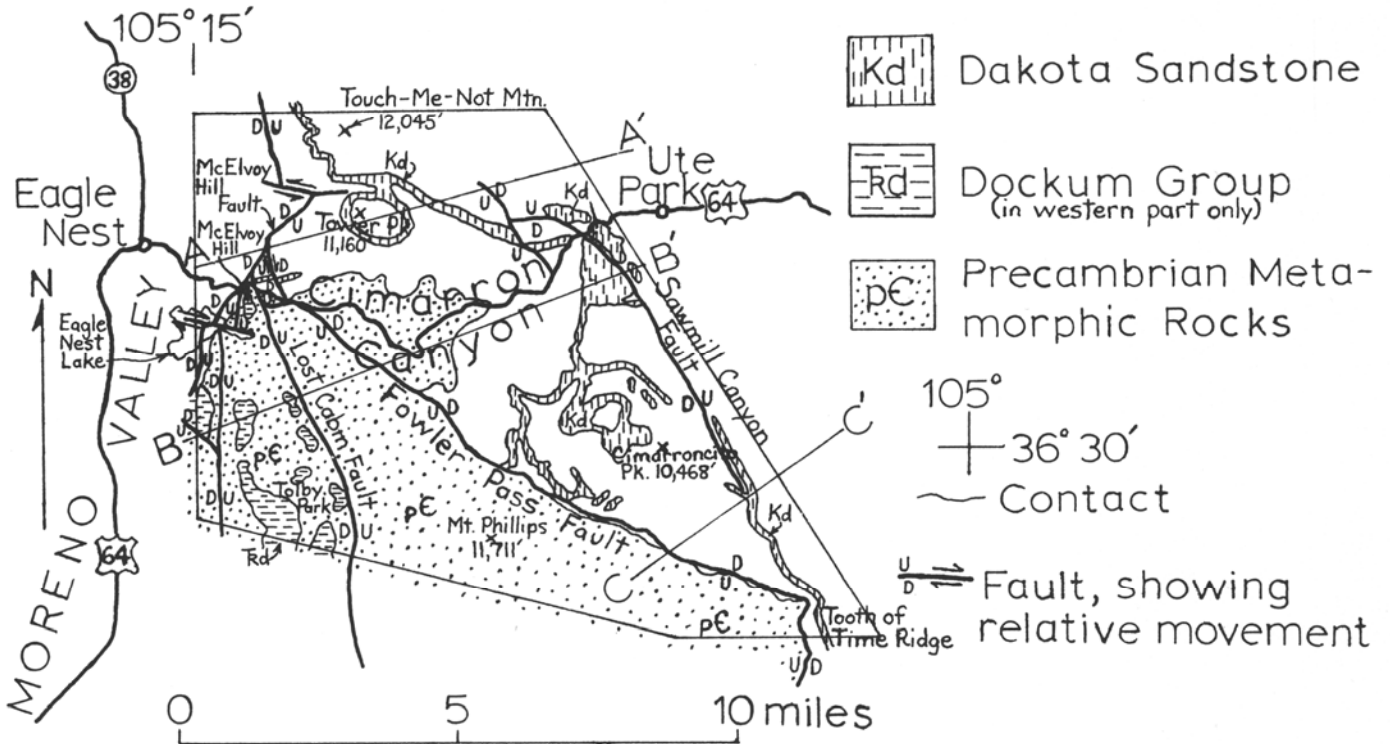 105° 15'
38
Touch-Me-Not Mtn.
12,045'
D U
McElvoy
Hill
Fault
Kd
A'
Ute
Park
64
Eagle
Nest
McElvoy
Hill
Tower Pk.
11,160'
D
U
U
D
Kd
U
D
A
B'
N
Cimarron
Canyon
Sawmill Canyon
Fault
Eagle
Nest
Lake
VALLEY
MORENO
64
D U
Lost Cabin Fault
U D
Fowler Pass Fault
U D
D U
B
D U
pЄ
Tolby
Park
D U
Ŧd
pЄ
Mt. Phillips
11,711'
Kd
Cimarroncito
Pk. 10,468'
C'
Kd
C
D
U
pЄ
Tooth of
Time Ridge
U D
0 5 10 miles
Kd Dakota Sandstone
Ŧd Dockum Group
(in western part only)
pЄ Precambrian Meta-
morphic Rocks
105°
36° 30'
Contact
U
D
Fault, showing
relative movement